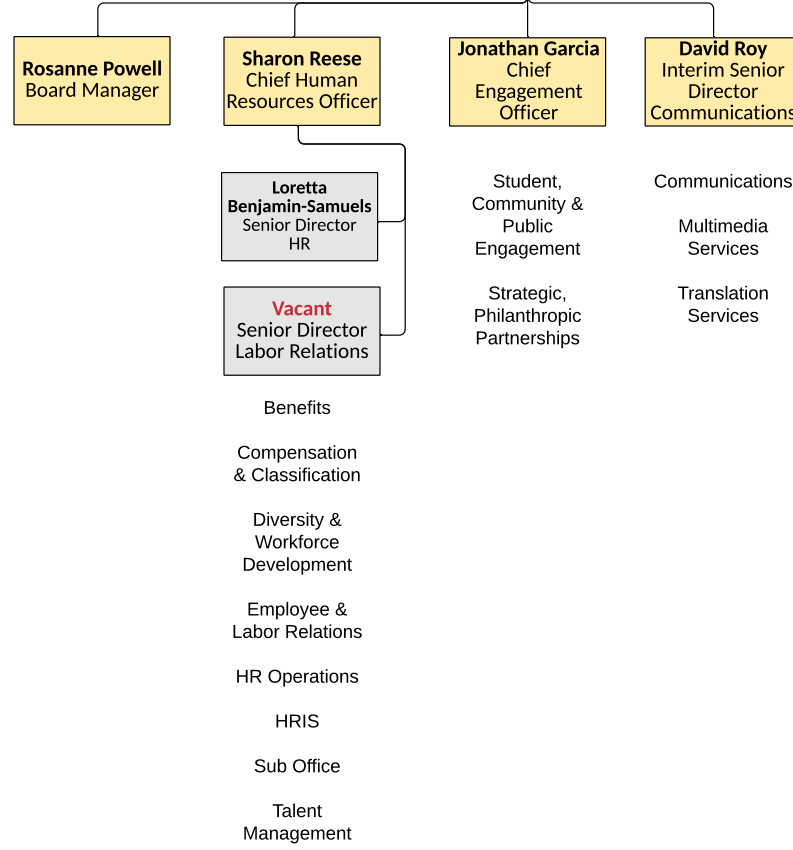 Rosanne Powell
Board Manager
Sharon Reese
Chief Human
Resources Officer
Jonathan Garcia
Chief
Engagement
Officer
David Roy
Interim Senior
Director
Communications
Loretta
Benjamin-Samuels
Senior Director
HR
Vacant
Senior Director
Labor Relations
Benefits
Compensation
& Classification
Diversity &
Workforce
Development
Employee &
Labor Relations
HR Operations
HRIS
Sub Office
Talent
Management
Student,
Community &
Public
Engagement
Strategic,
Philanthropic
Partnerships
Communications
Multimedia
Services
Translation
Services